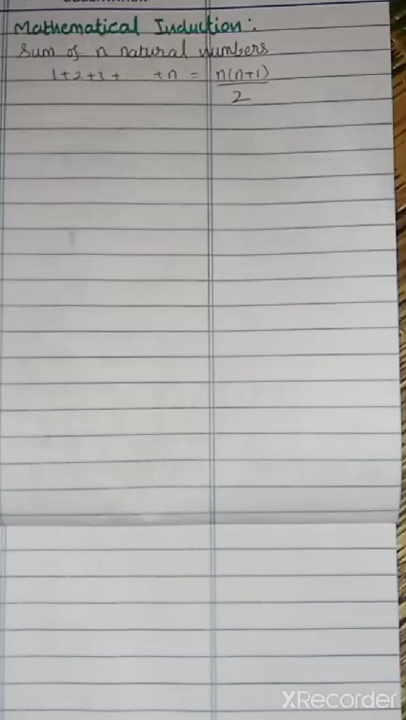 Mathematical Induction:
Sum of n natural numbers
1+2+3+ ... +n = n(n+1)
2
XRecorder